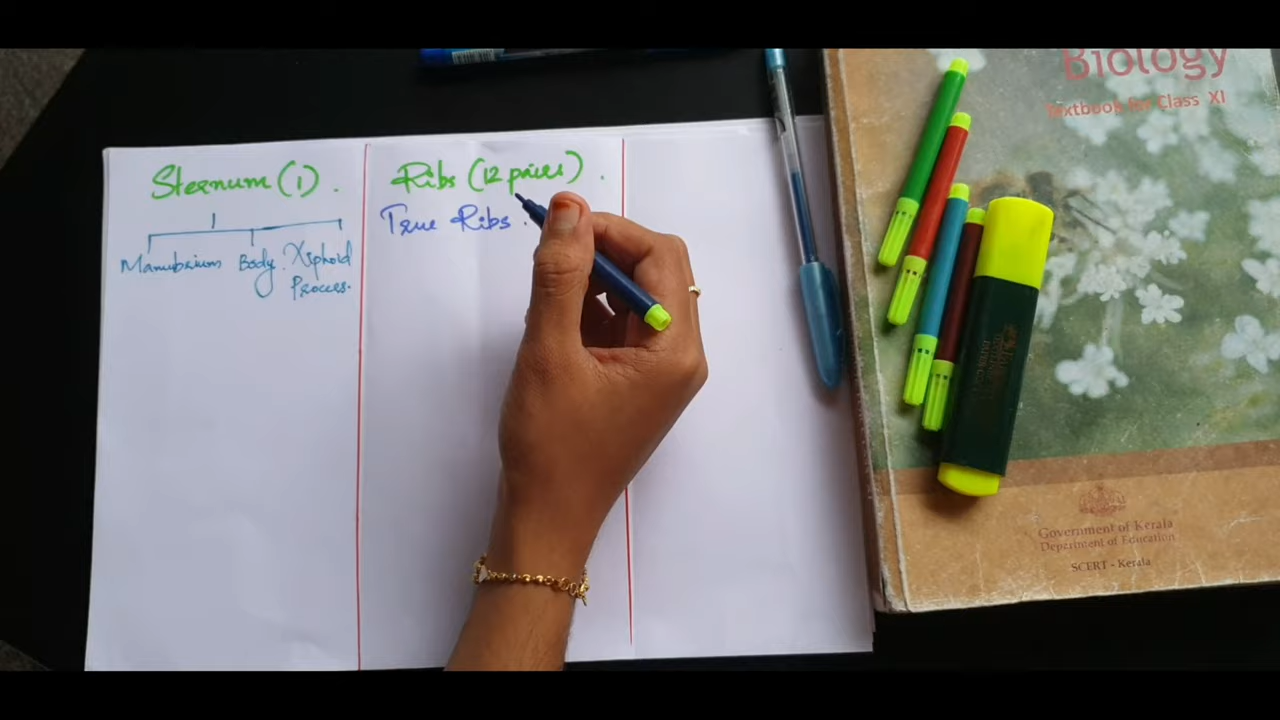 Sternum (1).
Manubrium Body. Xiphoid
Process.
Ribs (12 pairs).
True Ribs.
Biology
Textbook for Class XI
Government of Kerala
Department of Education
SCERT - Kerala